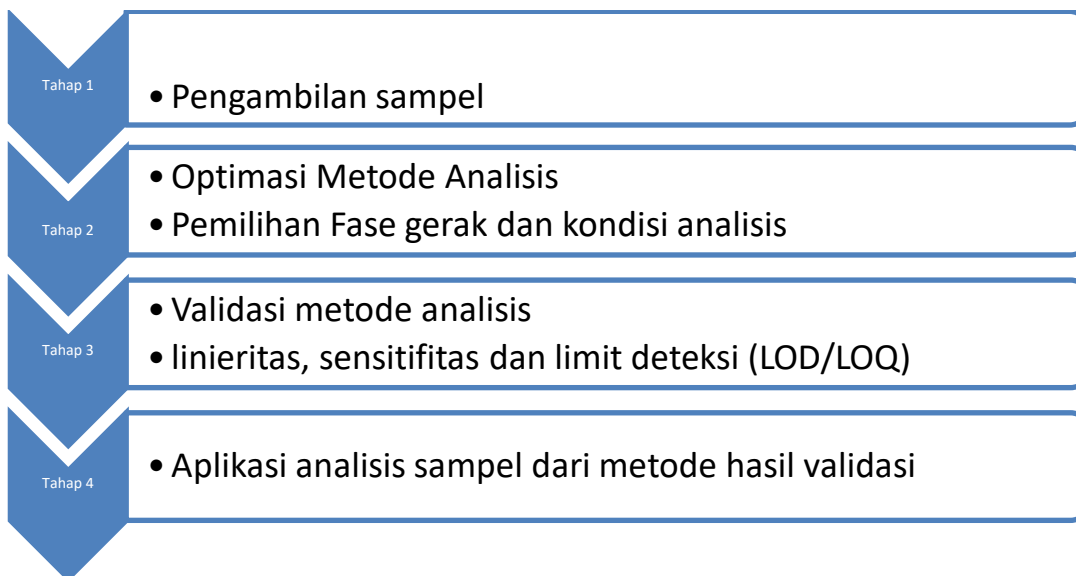 Tahap 1
• Pengambilan sampel
Tahap 2
• Optimasi Metode Analisis
• Pemilihan Fase gerak dan kondisi analisis
Tahap 3
• Validasi metode analisis
• linieritas, sensitifitas dan limit deteksi (LOD/LOQ)
Tahap 4
• Aplikasi analisis sampel dari metode hasil validasi